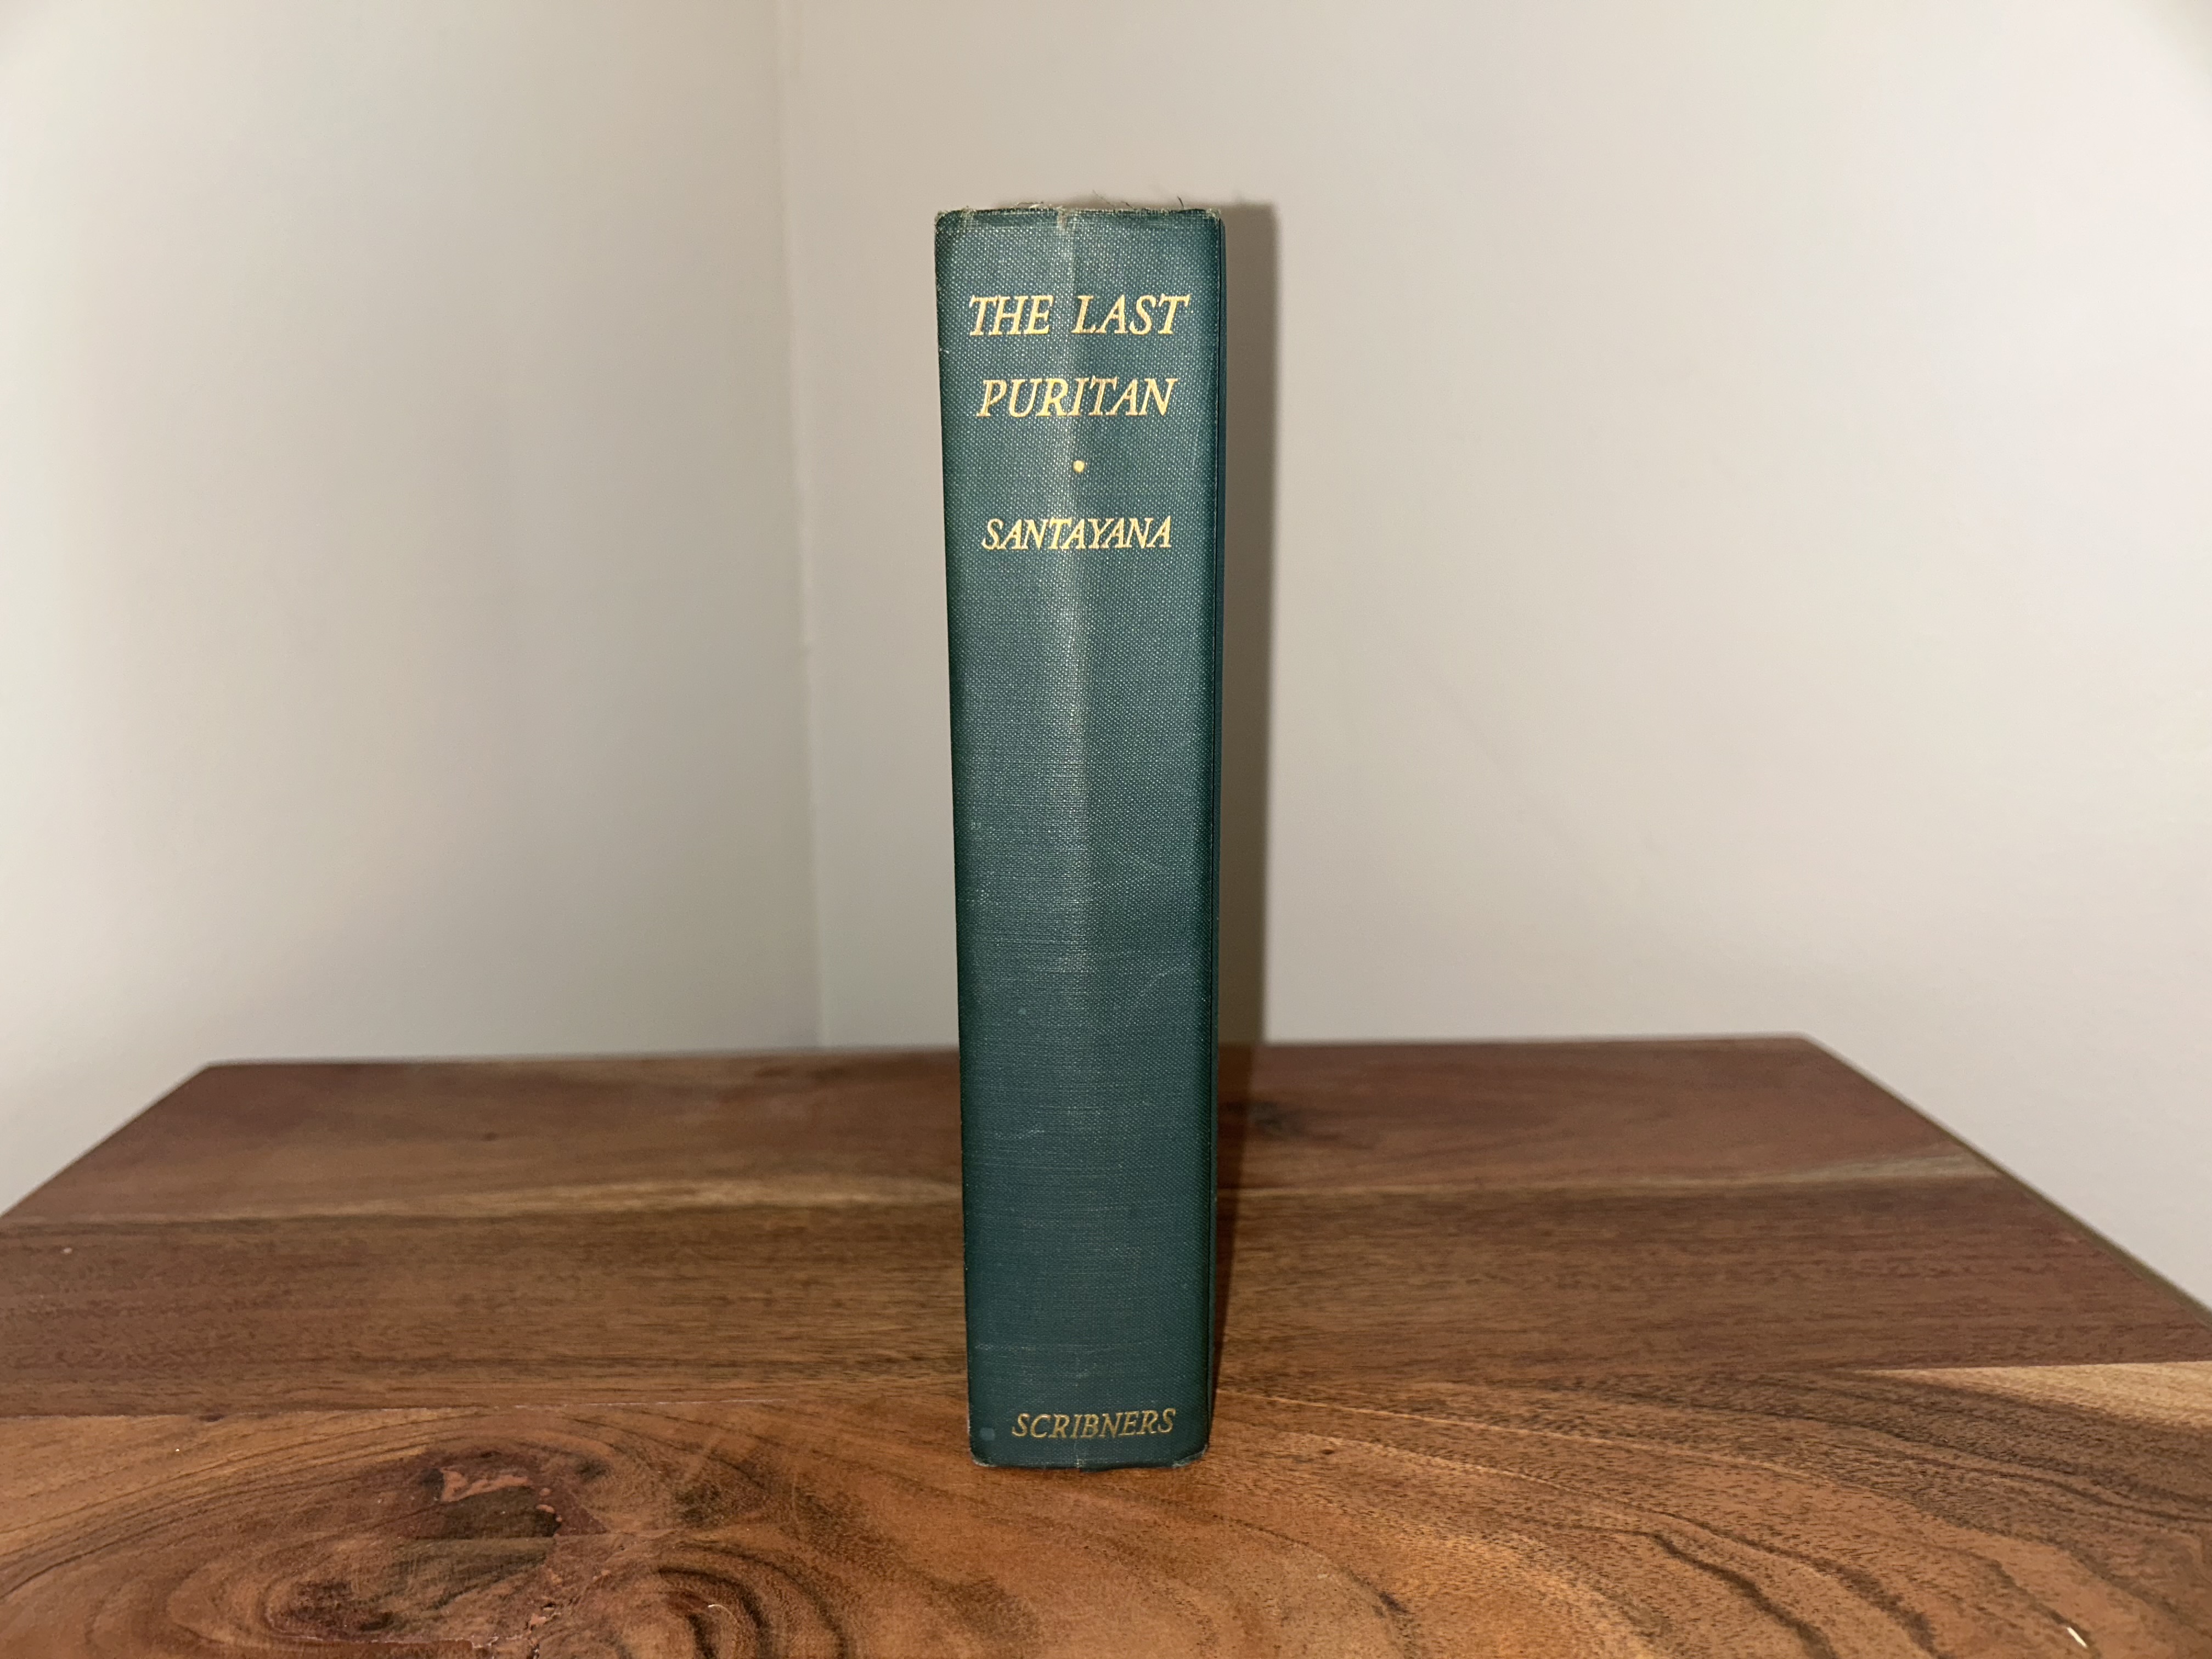 THE LAST
PURITAN
•
SANTAYANA
SCRIBNERS